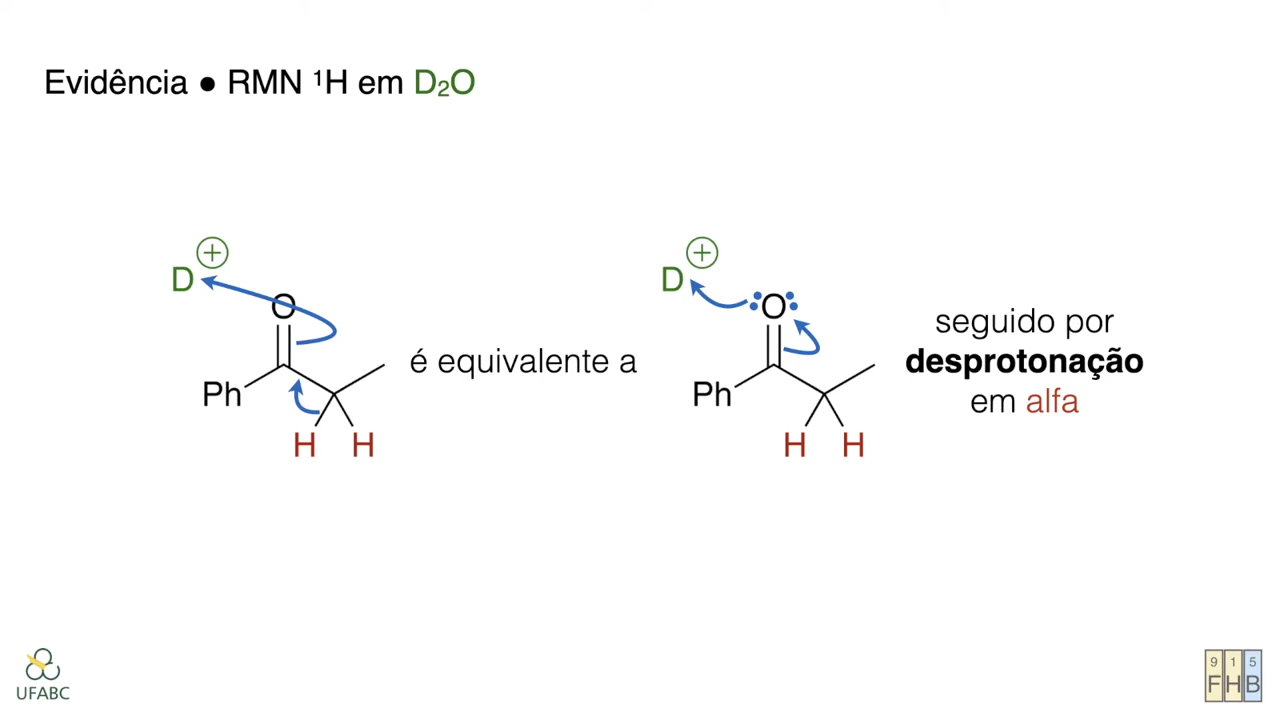 Evidência ● RMN ¹H em D₂O
D ⊕
O
Ph
H H
é equivalente a
D ⊕
O
Ph
H H
seguido por
desprotonação
em alfa
UFABC
9 1 5
F H B